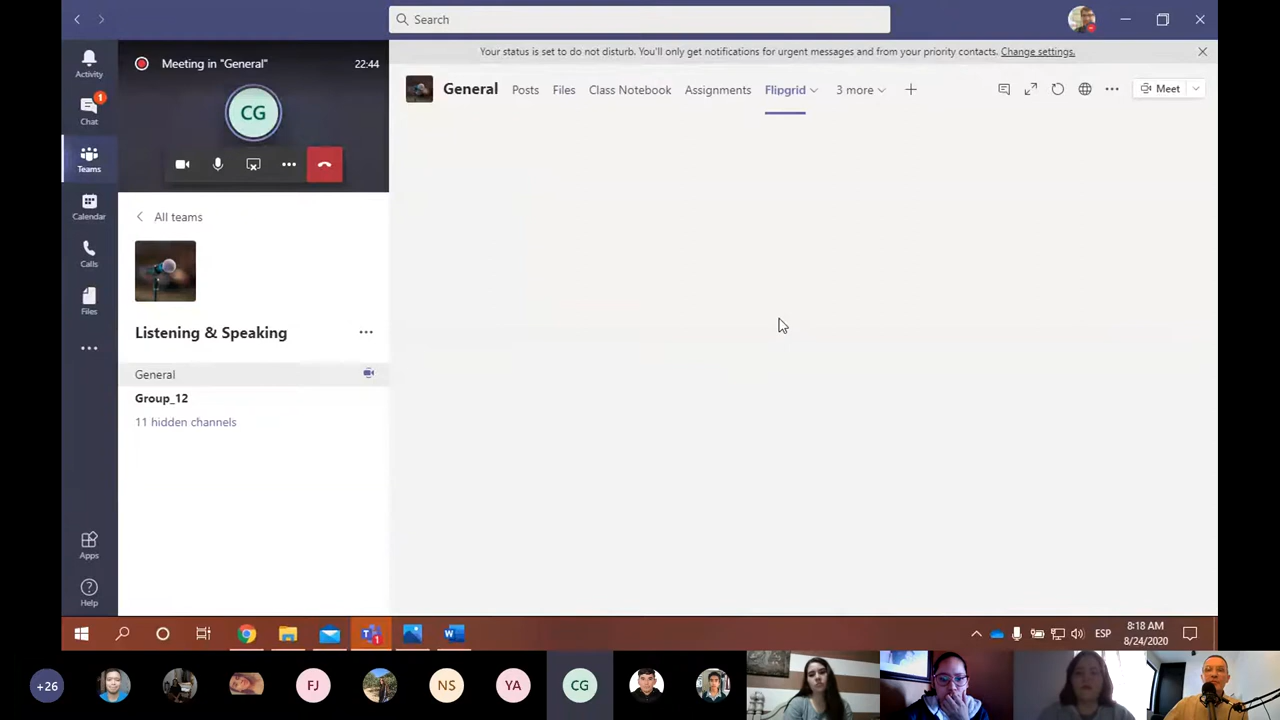 Search
Your status is set to do not disturb. You'll only get notifications for urgent messages and from your priority contacts. Change settings.
Activity
Chat
1
Teams
Calendar
Calls
Files
Apps
Help
Meeting in "General"
22:44
CG
All teams
Listening & Speaking
General
Group_12
11 hidden channels
General
Posts
Files
Class Notebook
Assignments
Flipgrid
3 more
Meet
1
ESP
8:18 AM
8/24/2020
+26
FJ
NS
YA
CG